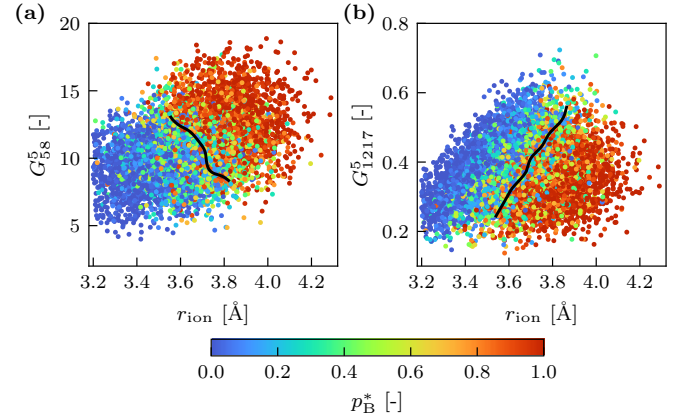 (a)
(b)
20
15
10
5
G^5_58 [-]
3.2 3.4 3.6 3.8 4.0 4.2
r_ion [Å]
0.8
0.6
0.4
0.2
G^5_1217 [-]
3.2 3.4 3.6 3.8 4.0 4.2
r_ion [Å]
0.0 0.2 0.4 0.6 0.8 1.0
p^*_B [-]